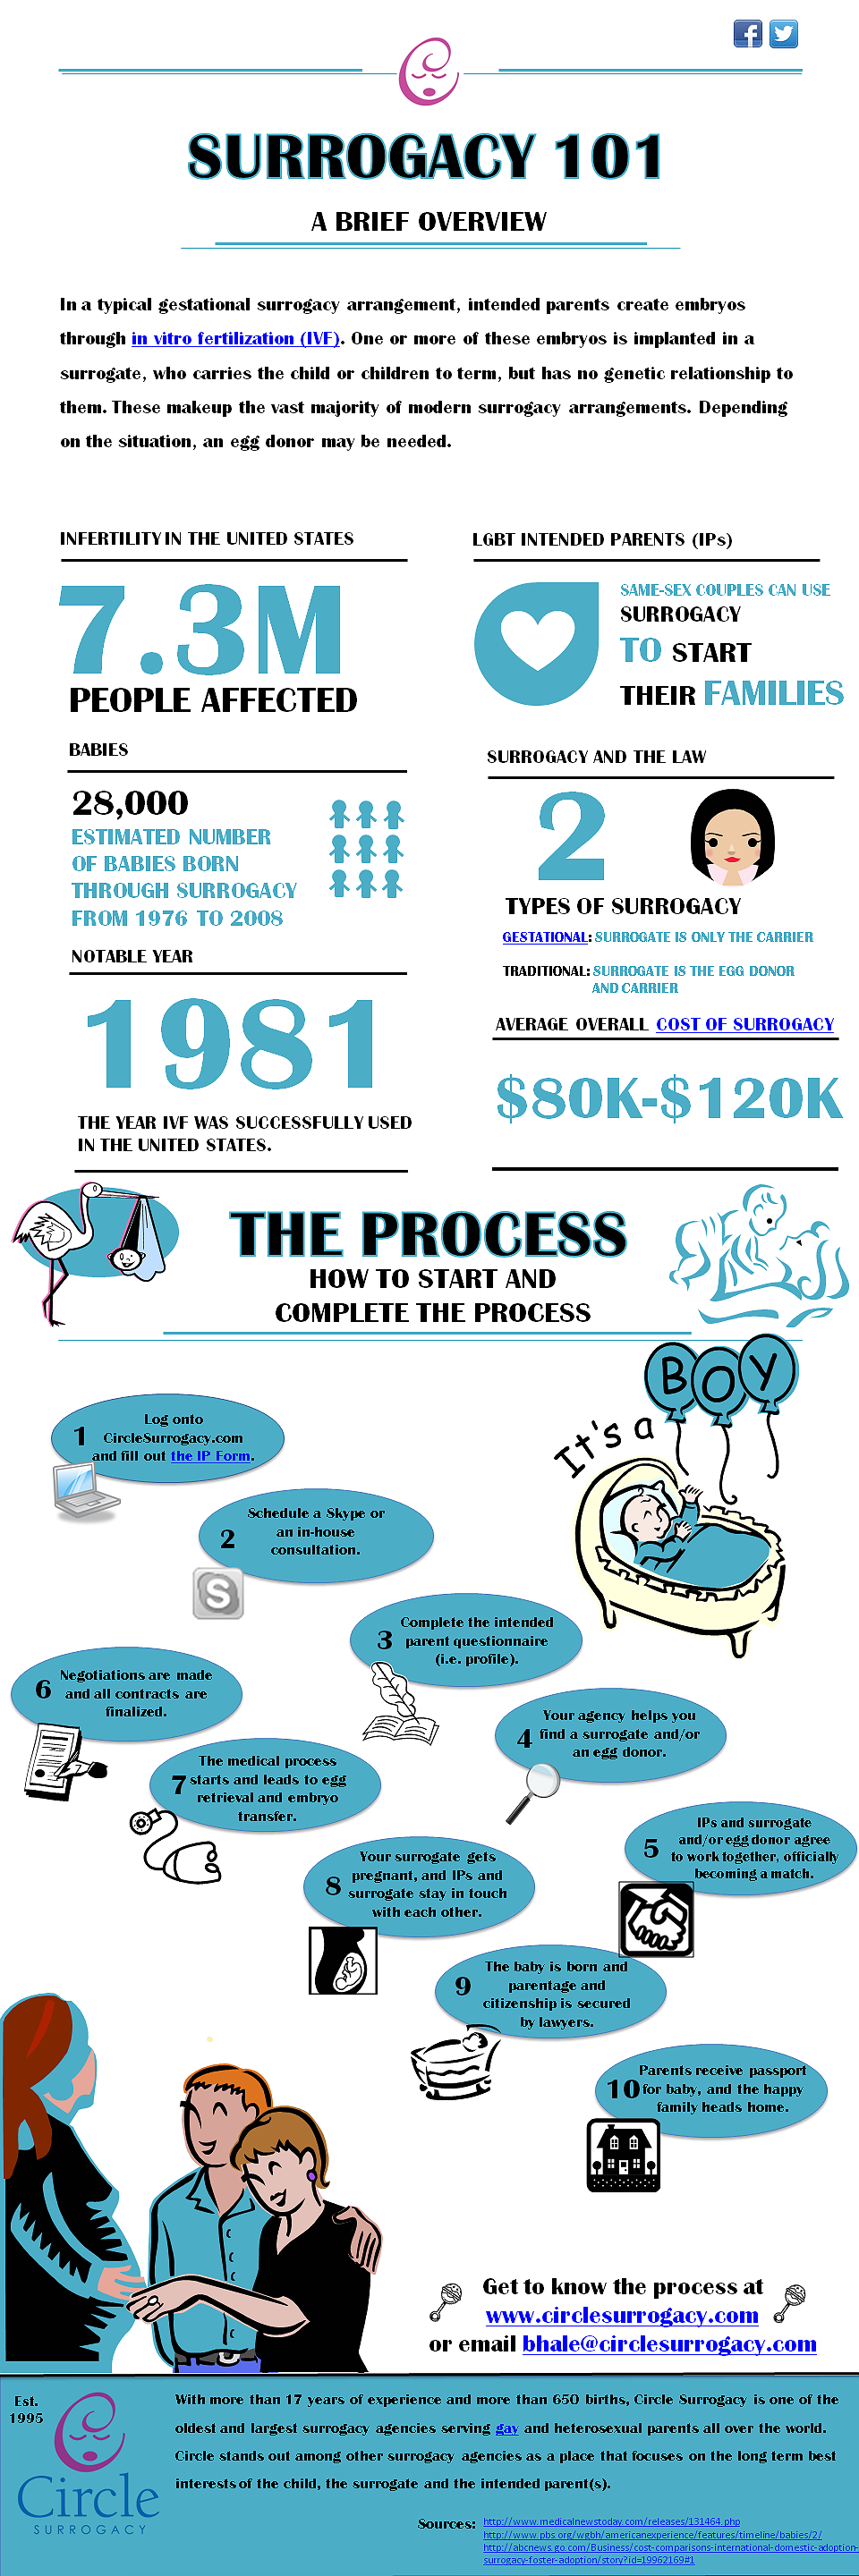 SURROGACY 101
A BRIEF OVERVIEW
In a typical gestational surrogacy arrangement, intended parents create embryos
through in vitro fertilization (IVF). One or more of these embryos is implanted in a
surrogate, who carries the child or children to term, but has no genetic relationship to
them. These makeup the vast majority of modern surrogacy arrangements. Depending
on the situation, an egg donor may be needed.
INFERTILITY IN THE UNITED STATES
7.3M
PEOPLE AFFECTED
BABIES
28,000
ESTIMATED NUMBER
OF BABIES BORN
THROUGH SURROGACY
FROM 1976 TO 2008
NOTABLE YEAR
1981
THE YEAR IVF WAS SUCCESSFULLY USED
IN THE UNITED STATES.
LGBT INTENDED PARENTS (IPs)
SAME-SEX COUPLES CAN USE
SURROGACY
TO START
THEIR FAMILIES
SURROGACY AND THE LAW
2
TYPES OF SURROGACY
GESTATIONAL: SURROGATE IS ONLY THE CARRIER
TRADITIONAL: SURROGATE IS THE EGG DONOR
AND CARRIER
AVERAGE OVERALL COST OF SURROGACY
$80K-$120K
THE PROCESS
HOW TO START AND
COMPLETE THE PROCESS
It's a
BOY
1
Log onto
CircleSurrogacy.com
and fill out the IP Form.
2
Schedule a Skype or
an in-house
consultation.
S
3
Complete the intended
parent questionnaire
(i.e. profile).
4
Your agency helps you
find a surrogate and/or
an egg donor.
5
IPs and surrogate
and/or egg donor agree
to work together, officially
becoming a match.
6
Negotiations are made
and all contracts are
finalized.
7
The medical process
starts and leads to egg
retrieval and embryo
transfer.
8
Your surrogate gets
pregnant, and IPs and
surrogate stay in touch
with each other.
9
The baby is born and
parentage and
citizenship is secured
by lawyers.
10
Parents receive passport
for baby, and the happy
family heads home.
Get to know the process at
www.circlesurrogacy.com
or email bhale@circlesurrogacy.com
Est.
1995
Circle
SURROGACY
With more than 17 years of experience and more than 650 births, Circle Surrogacy is one of the
oldest and largest surrogacy agencies serving gay and heterosexual parents all over the world.
Circle stands out among other surrogacy agencies as a place that focuses on the long term best
interests of the child, the surrogate and the intended parent(s).
Sources: http://www.medicalnewstoday.com/releases/131464.php
http://www.pbs.org/wgbh/americanexperience/features/timeline/babies/2/
http://abcnews.go.com/Business/cost-comparisons-international-domestic-adoption-
surrogacy-foster-adoption/story?id=19962169#1